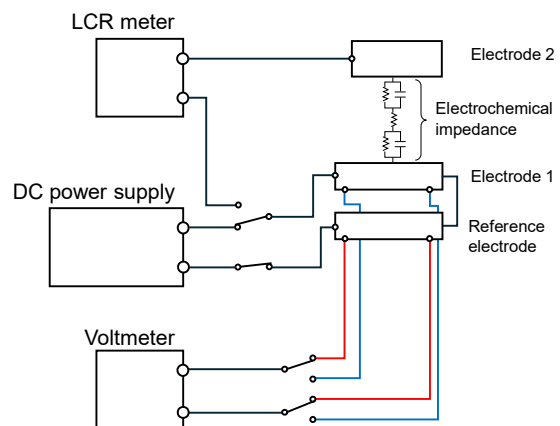 LCR meter
Electrode 2
Electrochemical
impedance
Electrode 1
DC power supply
Reference
electrode
Voltmeter